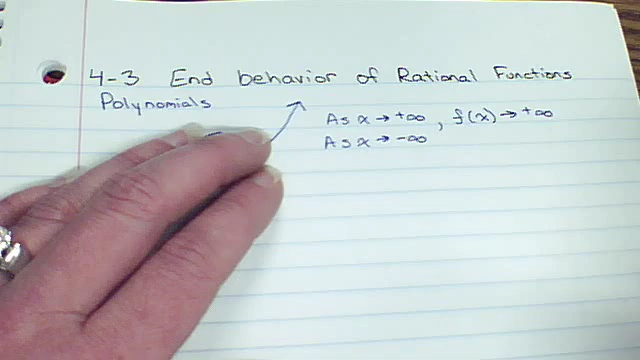 4-3 End behavior of Rational Functions
Polynomials
As x → +∞, f(x) → +∞
As x → -∞